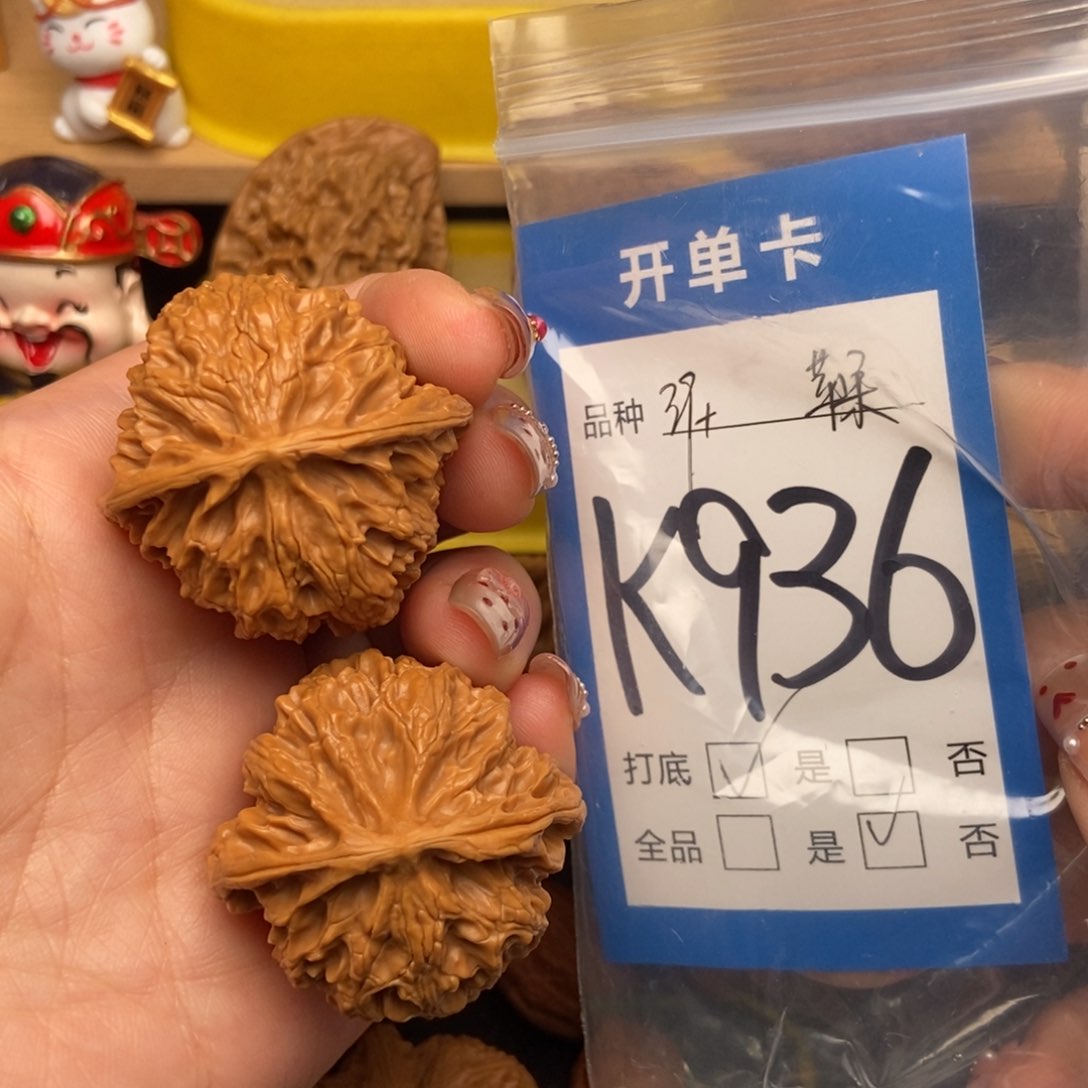 开单卡
品种
K936
打底 是 否
全品 是 否